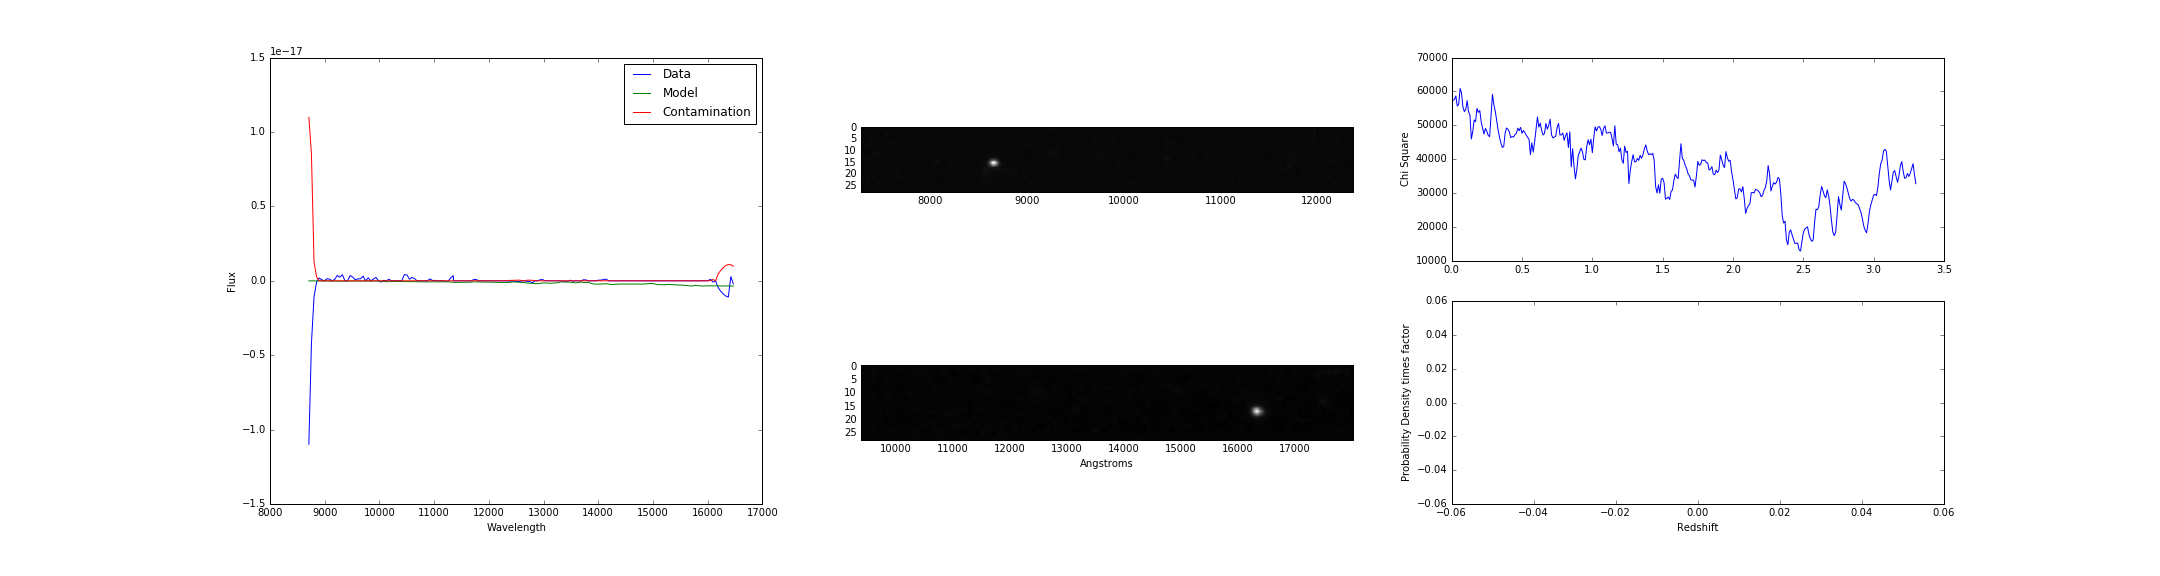 1e−17
1.5
1.0
0.5
0.0
−0.5
−1.0
−1.5
Flux
8000 9000 10000 11000 12000 13000 14000 15000 16000 17000
Wavelength
Data
Model
Contamination
0
5
10
15
20
25
8000 9000 10000 11000 12000
0
5
10
15
20
25
10000 11000 12000 13000 14000 15000 16000 17000
Angstroms
70000
60000
50000
40000
30000
20000
10000
Chi Square
0.0 0.5 1.0 1.5 2.0 2.5 3.0 3.5
0.06
0.04
0.02
0.00
−0.02
−0.04
−0.06
Probability Density times factor
−0.06 −0.04 −0.02 0.00 0.02 0.04 0.06
Redshift